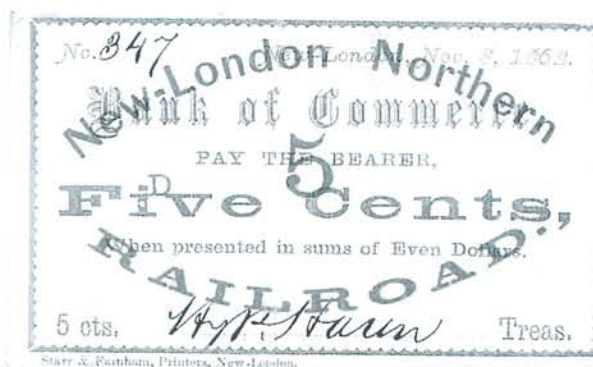 No. 347 New-London, Nov. 8, 1862.
New-London Northern
Bank of Commerce
5
PAY THE BEARER,
D
Five Cents,
When presented in sums of Even Dollars.
RAILROAD.
5 cts. Treas.
Starr & Farnham, Printers, New-London.